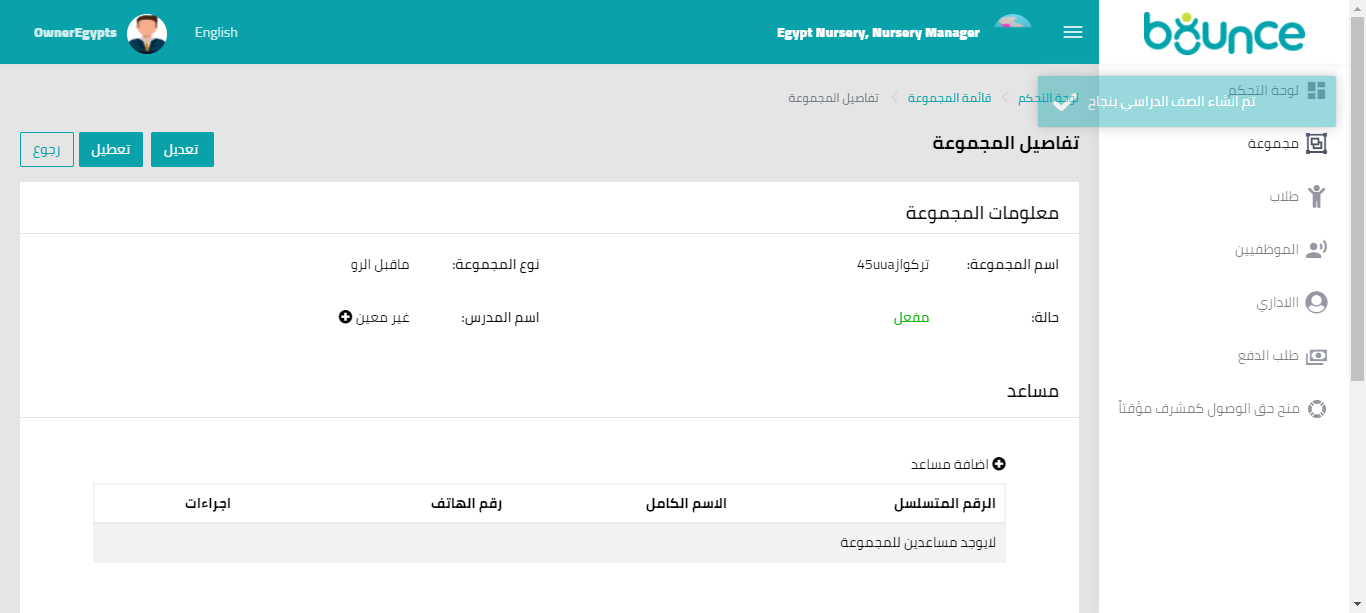 bounce
Egypt Nursery, Nursery Manager
English
OwnerEgypts
لوحة التحكم
تم انشاء الصف الدراسي بنجاح
مجموعة
طلاب
الموظفيين
االاداري
طلب الدفع
منح حق الوصول كمشرف مؤقتاً
لوحة التحكم > قائمة المجموعة > تفاصيل المجموعة
تفاصيل المجموعة
تعديل
تعطيل
رجوع
معلومات المجموعة
اسم المجموعة: تركواز45uua
نوع المجموعة: ماقبل الرو
حالة: مفعل
اسم المدرس: غير معين
مساعد
اضافة مساعد
الرقم المتسلسل الاسم الكامل رقم الهاتف اجراءات
لايوجد مساعدين للمجموعة